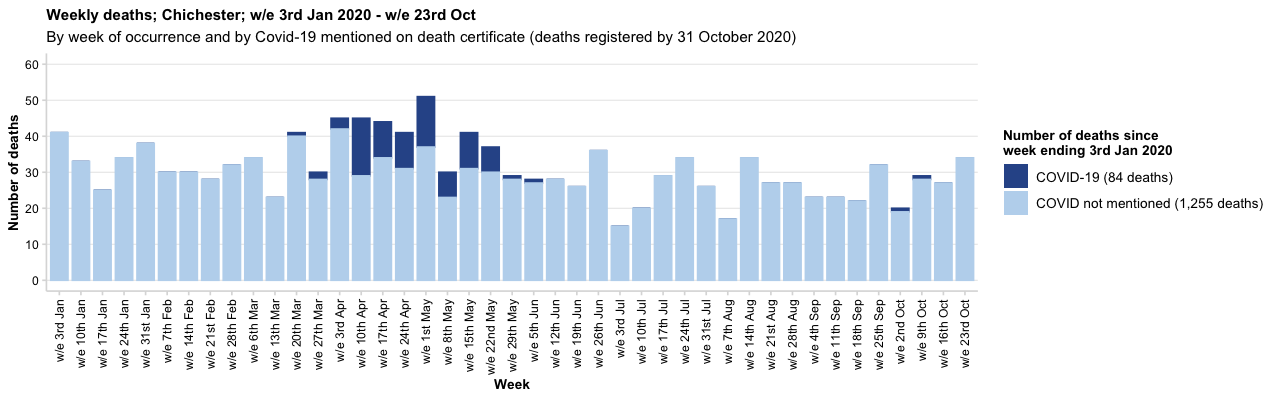 Weekly deaths; Chichester; w/e 3rd Jan 2020 - w/e 23rd Oct
By week of occurrence and by Covid-19 mentioned on death certificate (deaths registered by 31 October 2020)
Number of deaths
60
50
40
30
20
10
0
w/e 3rd Jan
w/e 10th Jan
w/e 17th Jan
w/e 24th Jan
w/e 31st Jan
w/e 7th Feb
w/e 14th Feb
w/e 21st Feb
w/e 28th Feb
w/e 6th Mar
w/e 13th Mar
w/e 20th Mar
w/e 27th Mar
w/e 3rd Apr
w/e 10th Apr
w/e 17th Apr
w/e 24th Apr
w/e 1st May
w/e 8th May
w/e 15th May
w/e 22nd May
w/e 29th May
w/e 5th Jun
w/e 12th Jun
w/e 19th Jun
w/e 26th Jun
w/e 3rd Jul
w/e 10th Jul
w/e 17th Jul
w/e 24th Jul
w/e 31st Jul
w/e 7th Aug
w/e 14th Aug
w/e 21st Aug
w/e 28th Aug
w/e 4th Sep
w/e 11th Sep
w/e 18th Sep
w/e 25th Sep
w/e 2nd Oct
w/e 9th Oct
w/e 16th Oct
w/e 23rd Oct
Week
Number of deaths since
week ending 3rd Jan 2020
COVID-19 (84 deaths)
COVID not mentioned (1,255 deaths)